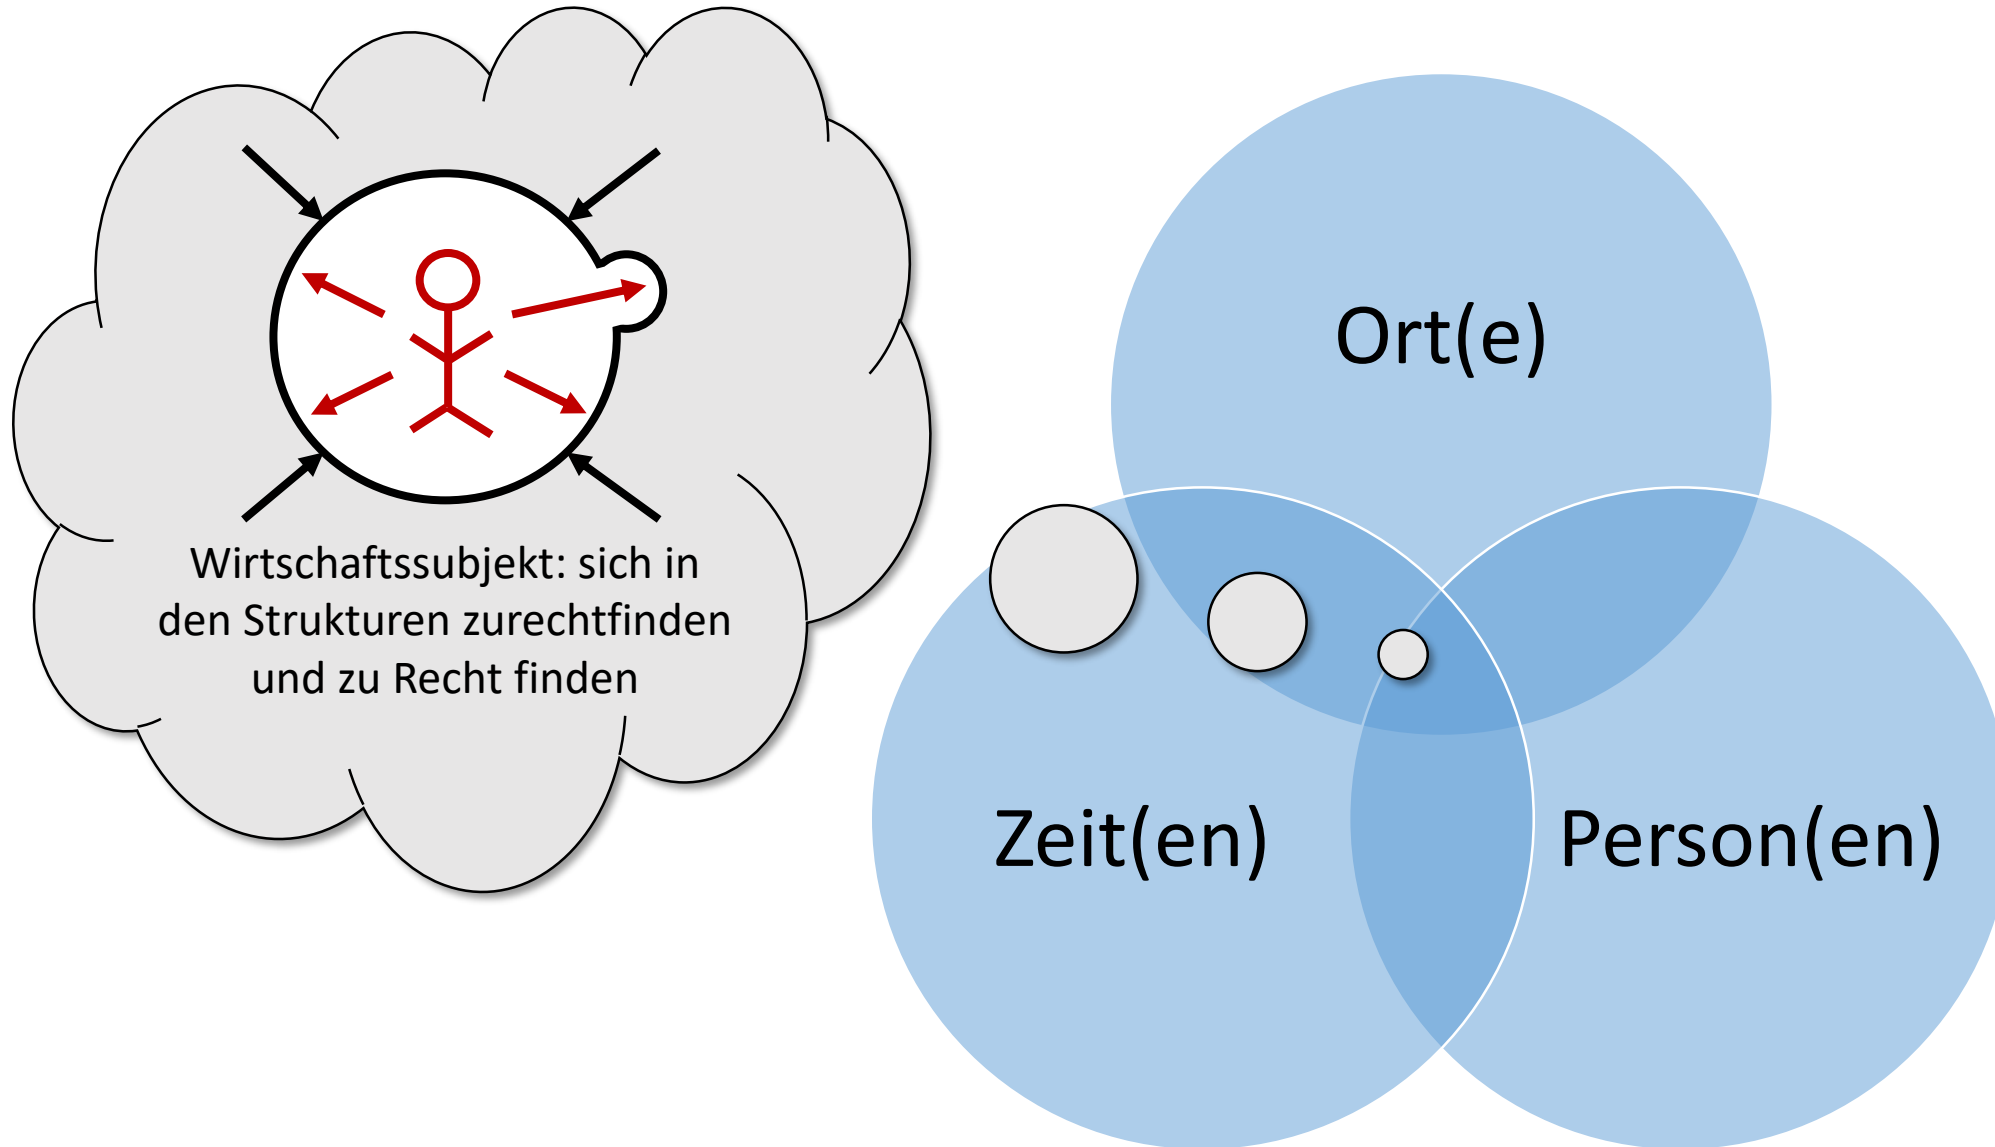 Wirtschaftssubjekt: sich in
den Strukturen zurechtfinden
und zu Recht finden
Ort(e)
Zeit(en)
Person(en)